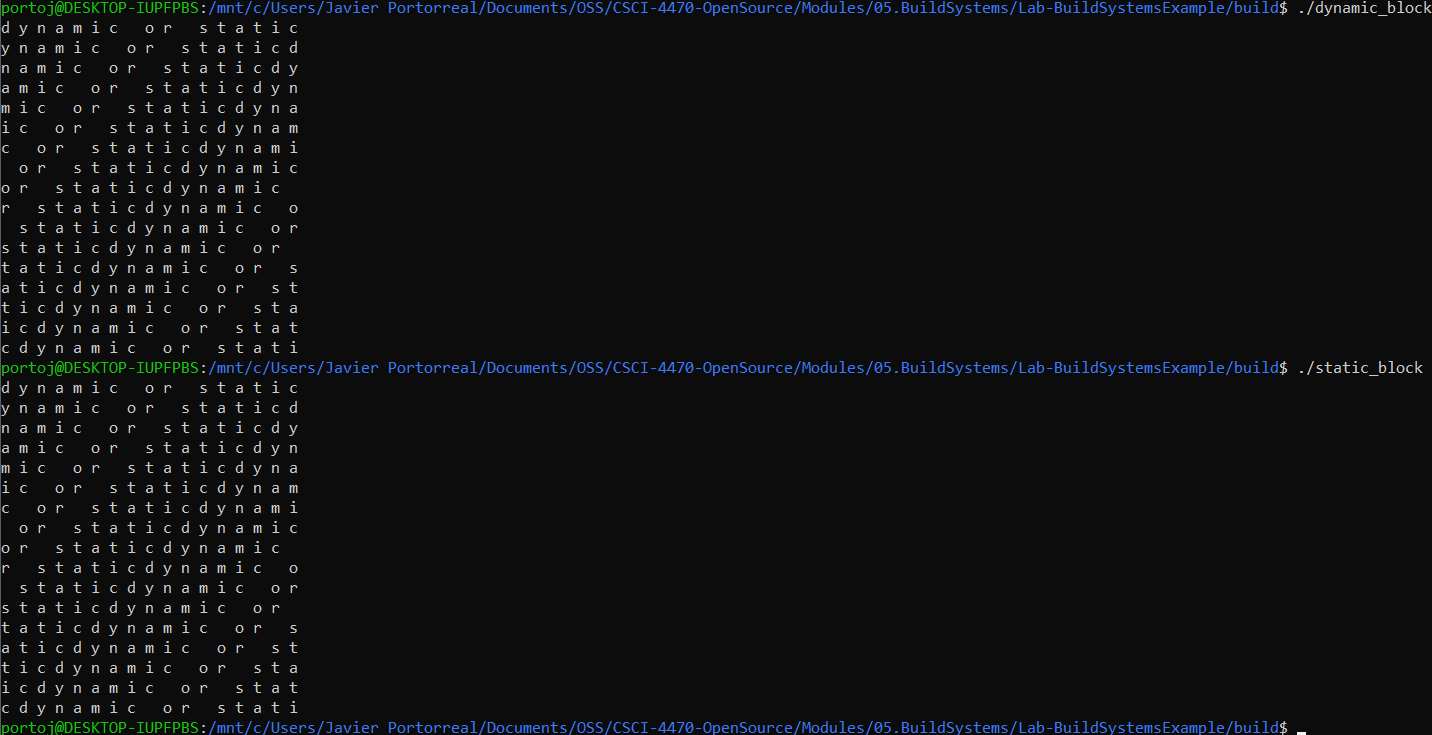 portoj@DESKTOP-IUPFPBS:/mnt/c/Users/Javier Portorreal/Documents/OSS/CSCI-4470-OpenSource/Modules/05.BuildSystems/Lab-BuildSystemsExample/build$ ./dynamic_block
d y n a m i c   o r   s t a t i c
y n a m i c   o r   s t a t i c d
n a m i c   o r   s t a t i c d y
a m i c   o r   s t a t i c d y n
m i c   o r   s t a t i c d y n a
i c   o r   s t a t i c d y n a m
c   o r   s t a t i c d y n a m i
  o r   s t a t i c d y n a m i c
o r   s t a t i c d y n a m i c
r   s t a t i c d y n a m i c   o
  s t a t i c d y n a m i c   o r
s t a t i c d y n a m i c   o r
t a t i c d y n a m i c   o r   s
a t i c d y n a m i c   o r   s t
t i c d y n a m i c   o r   s t a
i c d y n a m i c   o r   s t a t
c d y n a m i c   o r   s t a t i
portoj@DESKTOP-IUPFPBS:/mnt/c/Users/Javier Portorreal/Documents/OSS/CSCI-4470-OpenSource/Modules/05.BuildSystems/Lab-BuildSystemsExample/build$ ./static_block
d y n a m i c   o r   s t a t i c
y n a m i c   o r   s t a t i c d
n a m i c   o r   s t a t i c d y
a m i c   o r   s t a t i c d y n
m i c   o r   s t a t i c d y n a
i c   o r   s t a t i c d y n a m
c   o r   s t a t i c d y n a m i
  o r   s t a t i c d y n a m i c
o r   s t a t i c d y n a m i c
r   s t a t i c d y n a m i c   o
  s t a t i c d y n a m i c   o r
s t a t i c d y n a m i c   o r
t a t i c d y n a m i c   o r   s
a t i c d y n a m i c   o r   s t
t i c d y n a m i c   o r   s t a
i c d y n a m i c   o r   s t a t
c d y n a m i c   o r   s t a t i
portoj@DESKTOP-IUPFPBS:/mnt/c/Users/Javier Portorreal/Documents/OSS/CSCI-4470-OpenSource/Modules/05.BuildSystems/Lab-BuildSystemsExample/build$